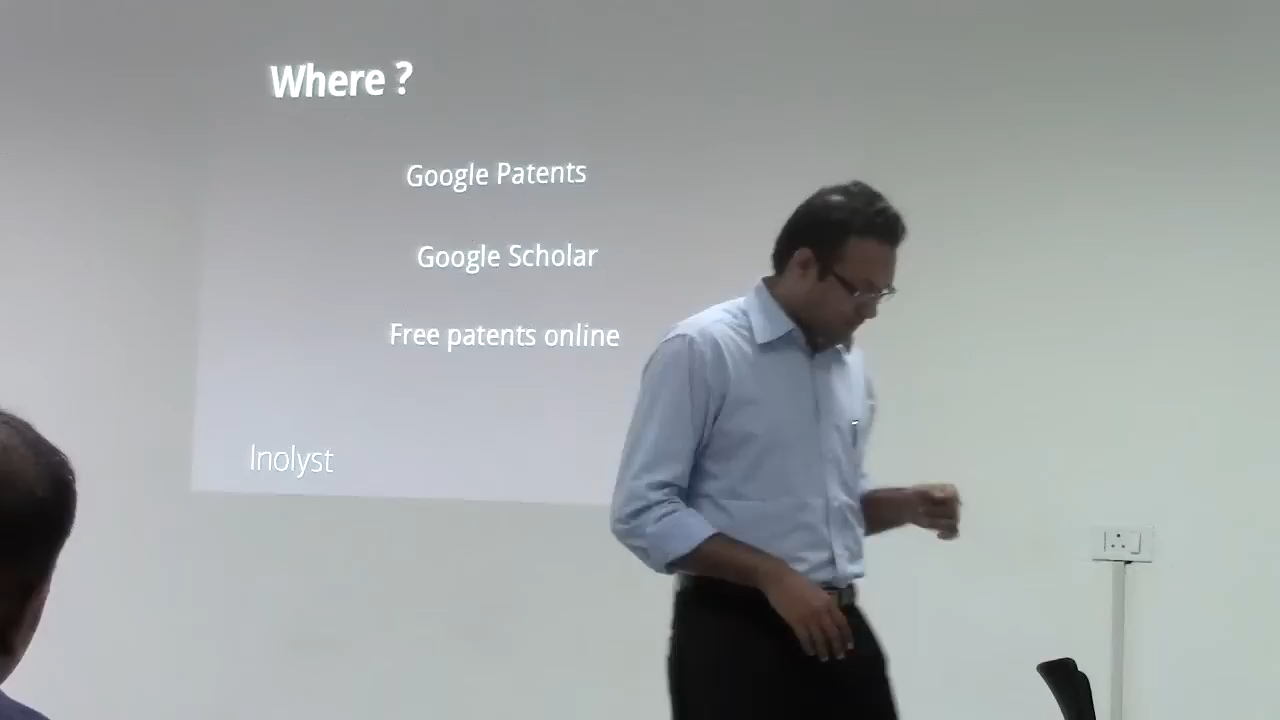 Where ?
Google Patents
Google Scholar
Free patents online
Inolyst